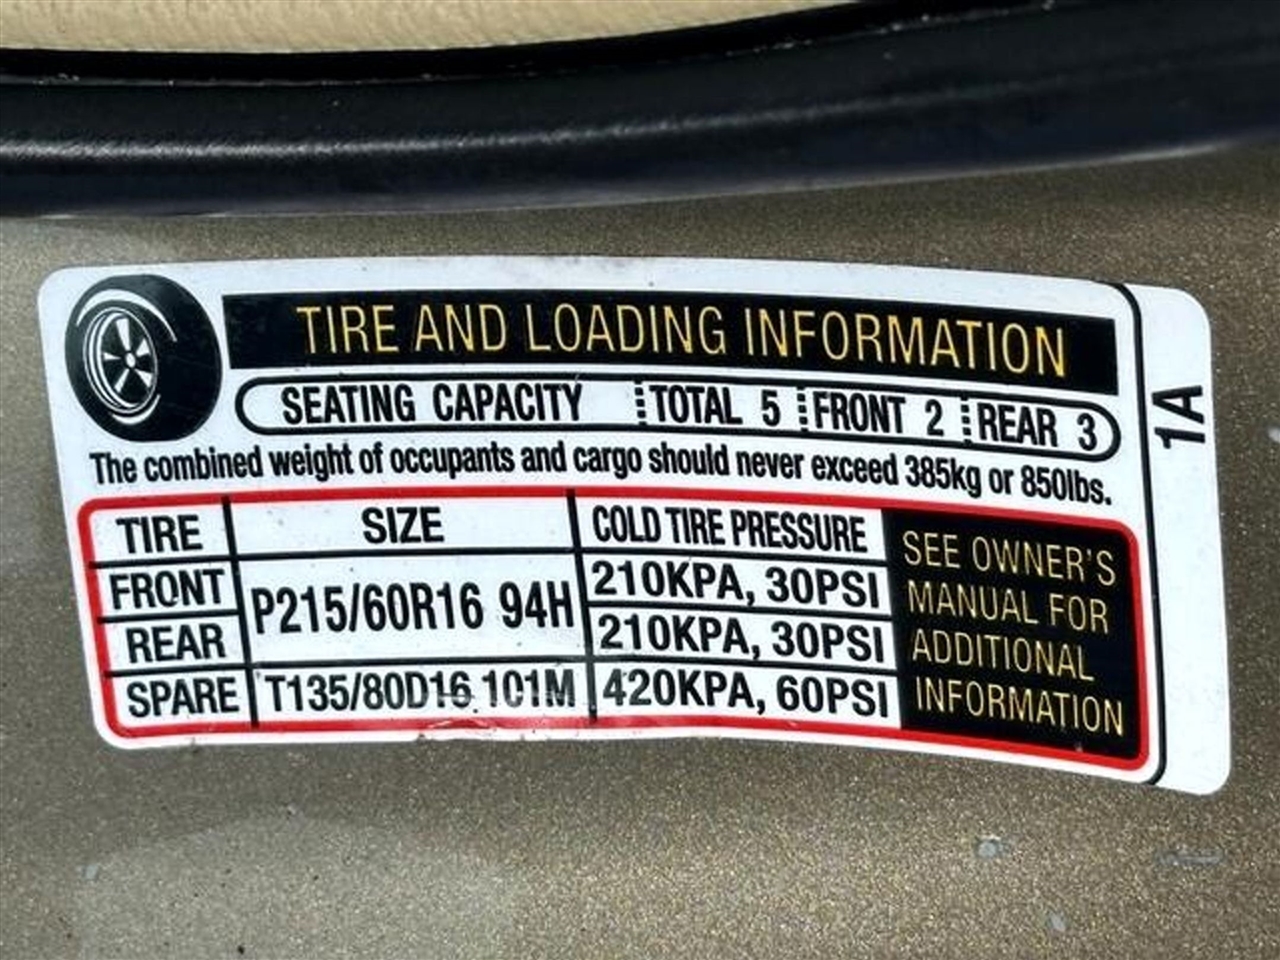 TIRE AND LOADING INFORMATION
SEATING CAPACITY TOTAL 5 FRONT 2 REAR 3
The combined weight of occupants and cargo should never exceed 385kg or 850lbs.
TIRE SIZE COLD TIRE PRESSURE
FRONT P215/60R16 94H 210KPA, 30PSI
REAR 210KPA, 30PSI
SPARE T135/80D16 101M 420KPA, 60PSI
SEE OWNER'S
MANUAL FOR
ADDITIONAL
INFORMATION
1A